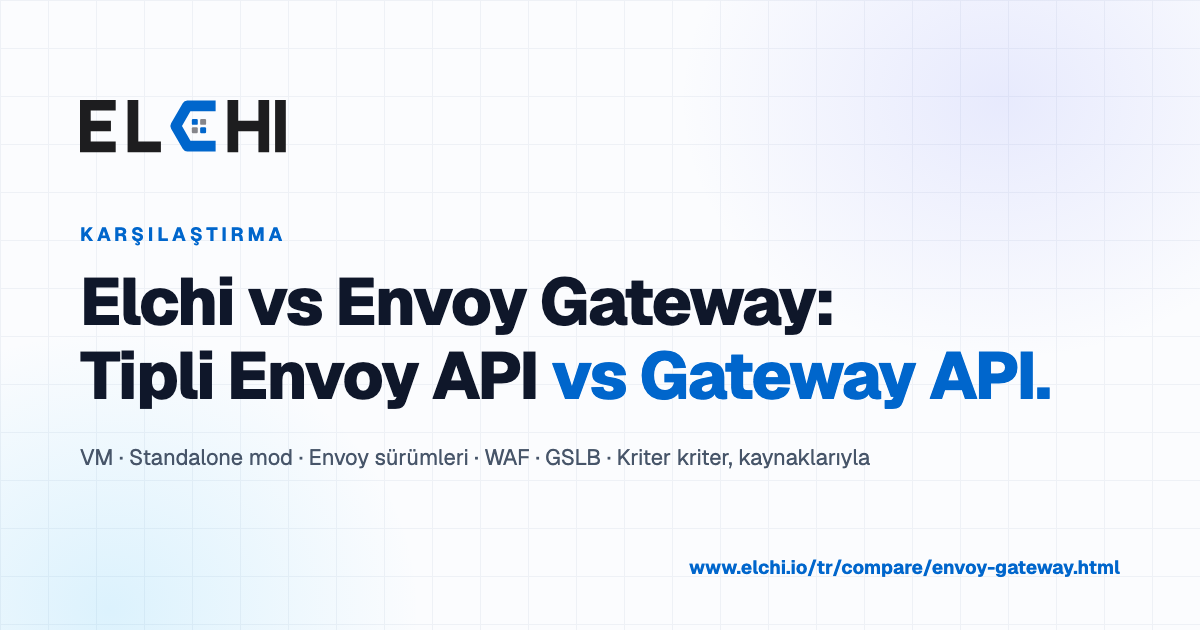 ELCHI
KARŞILAŞTIRMA
Elchi vs Envoy Gateway:
Tipli Envoy API vs Gateway API.
VM · Standalone mod · Envoy sürümleri · WAF · GSLB · Kriter kriter, kaynaklarıyla
www.elchi.io/tr/compare/envoy-gateway.html